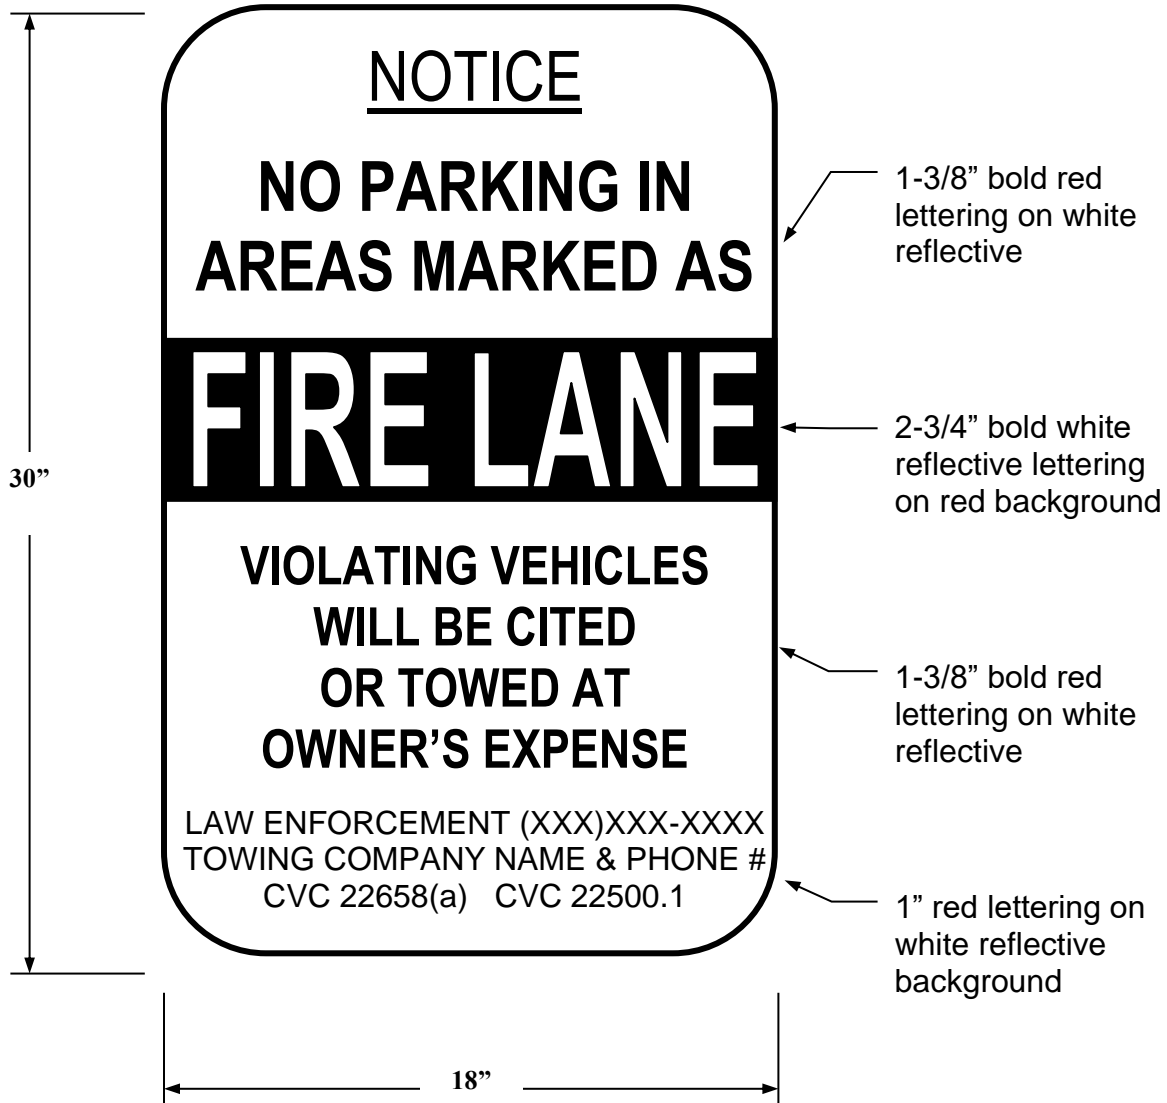 NOTICE
NO PARKING IN
AREAS MARKED AS
FIRE LANE
VIOLATING VEHICLES
WILL BE CITED
OR TOWED AT
OWNER’S EXPENSE
LAW ENFORCEMENT (XXX)XXX-XXXX
TOWING COMPANY NAME & PHONE #
CVC 22658(a) CVC 22500.1
30”
18”
1-3/8” bold red
lettering on white
reflective
2-3/4” bold white
reflective lettering
on red background
1-3/8” bold red
lettering on white
reflective
1” red lettering on
white reflective
background